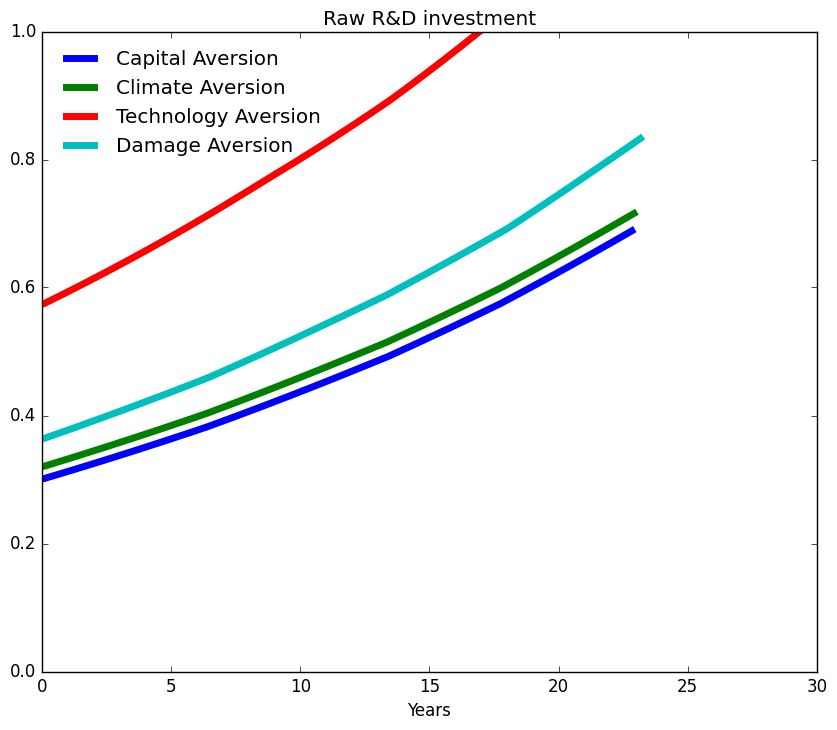 Raw R&D investment
1.0
Capital Aversion
Climate Aversion
Technology Aversion
Damage Aversion
0.8
0.6
0.4
0.2
0.0
0 5 10 15 20 25 30
Years